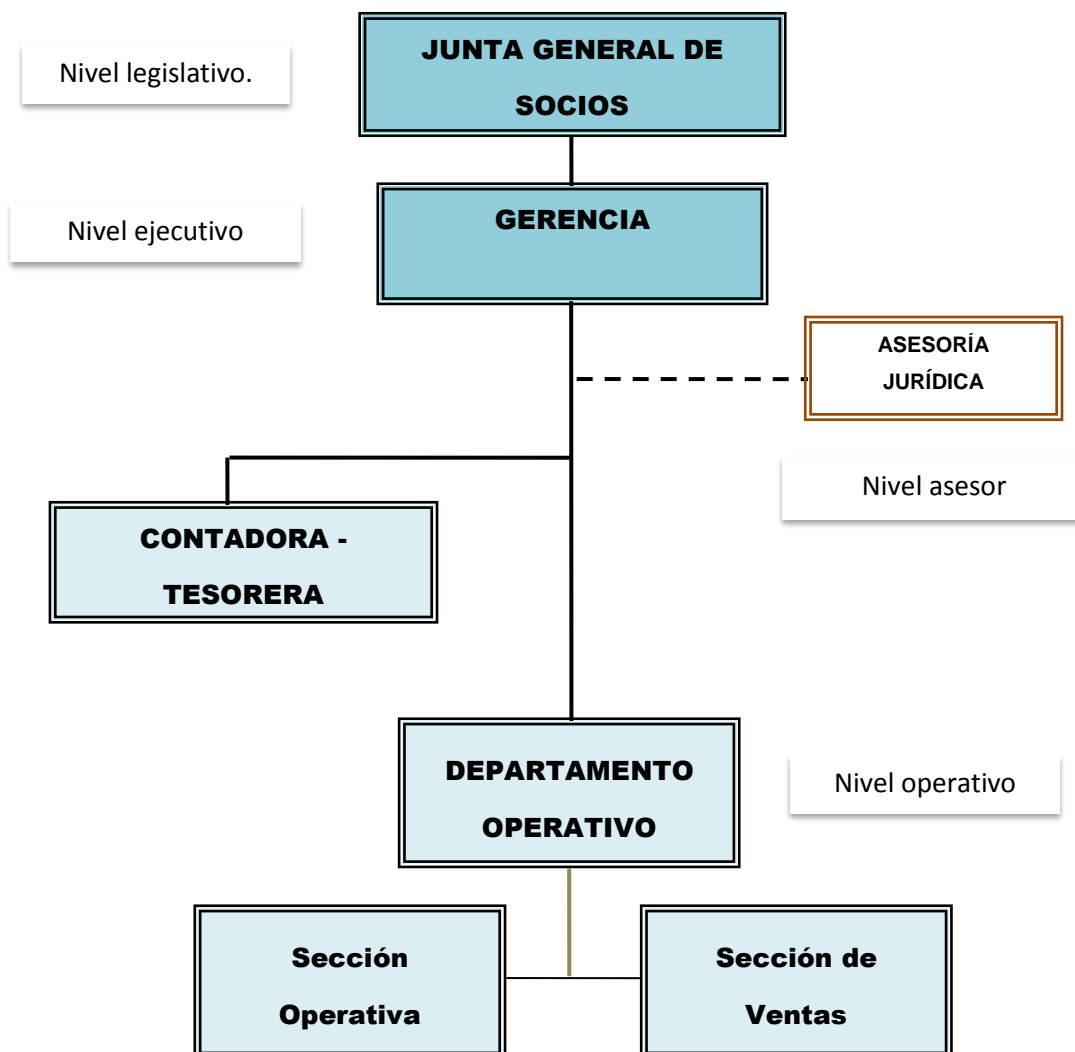 Nivel legislativo.
JUNTA GENERAL DE
SOCIOS
Nivel ejecutivo
GERENCIA
ASESORÍA
JURÍDICA
Nivel asesor
CONTADORA -
TESORERA
DEPARTAMENTO
OPERATIVO
Nivel operativo
Sección
Operativa
Sección de
Ventas